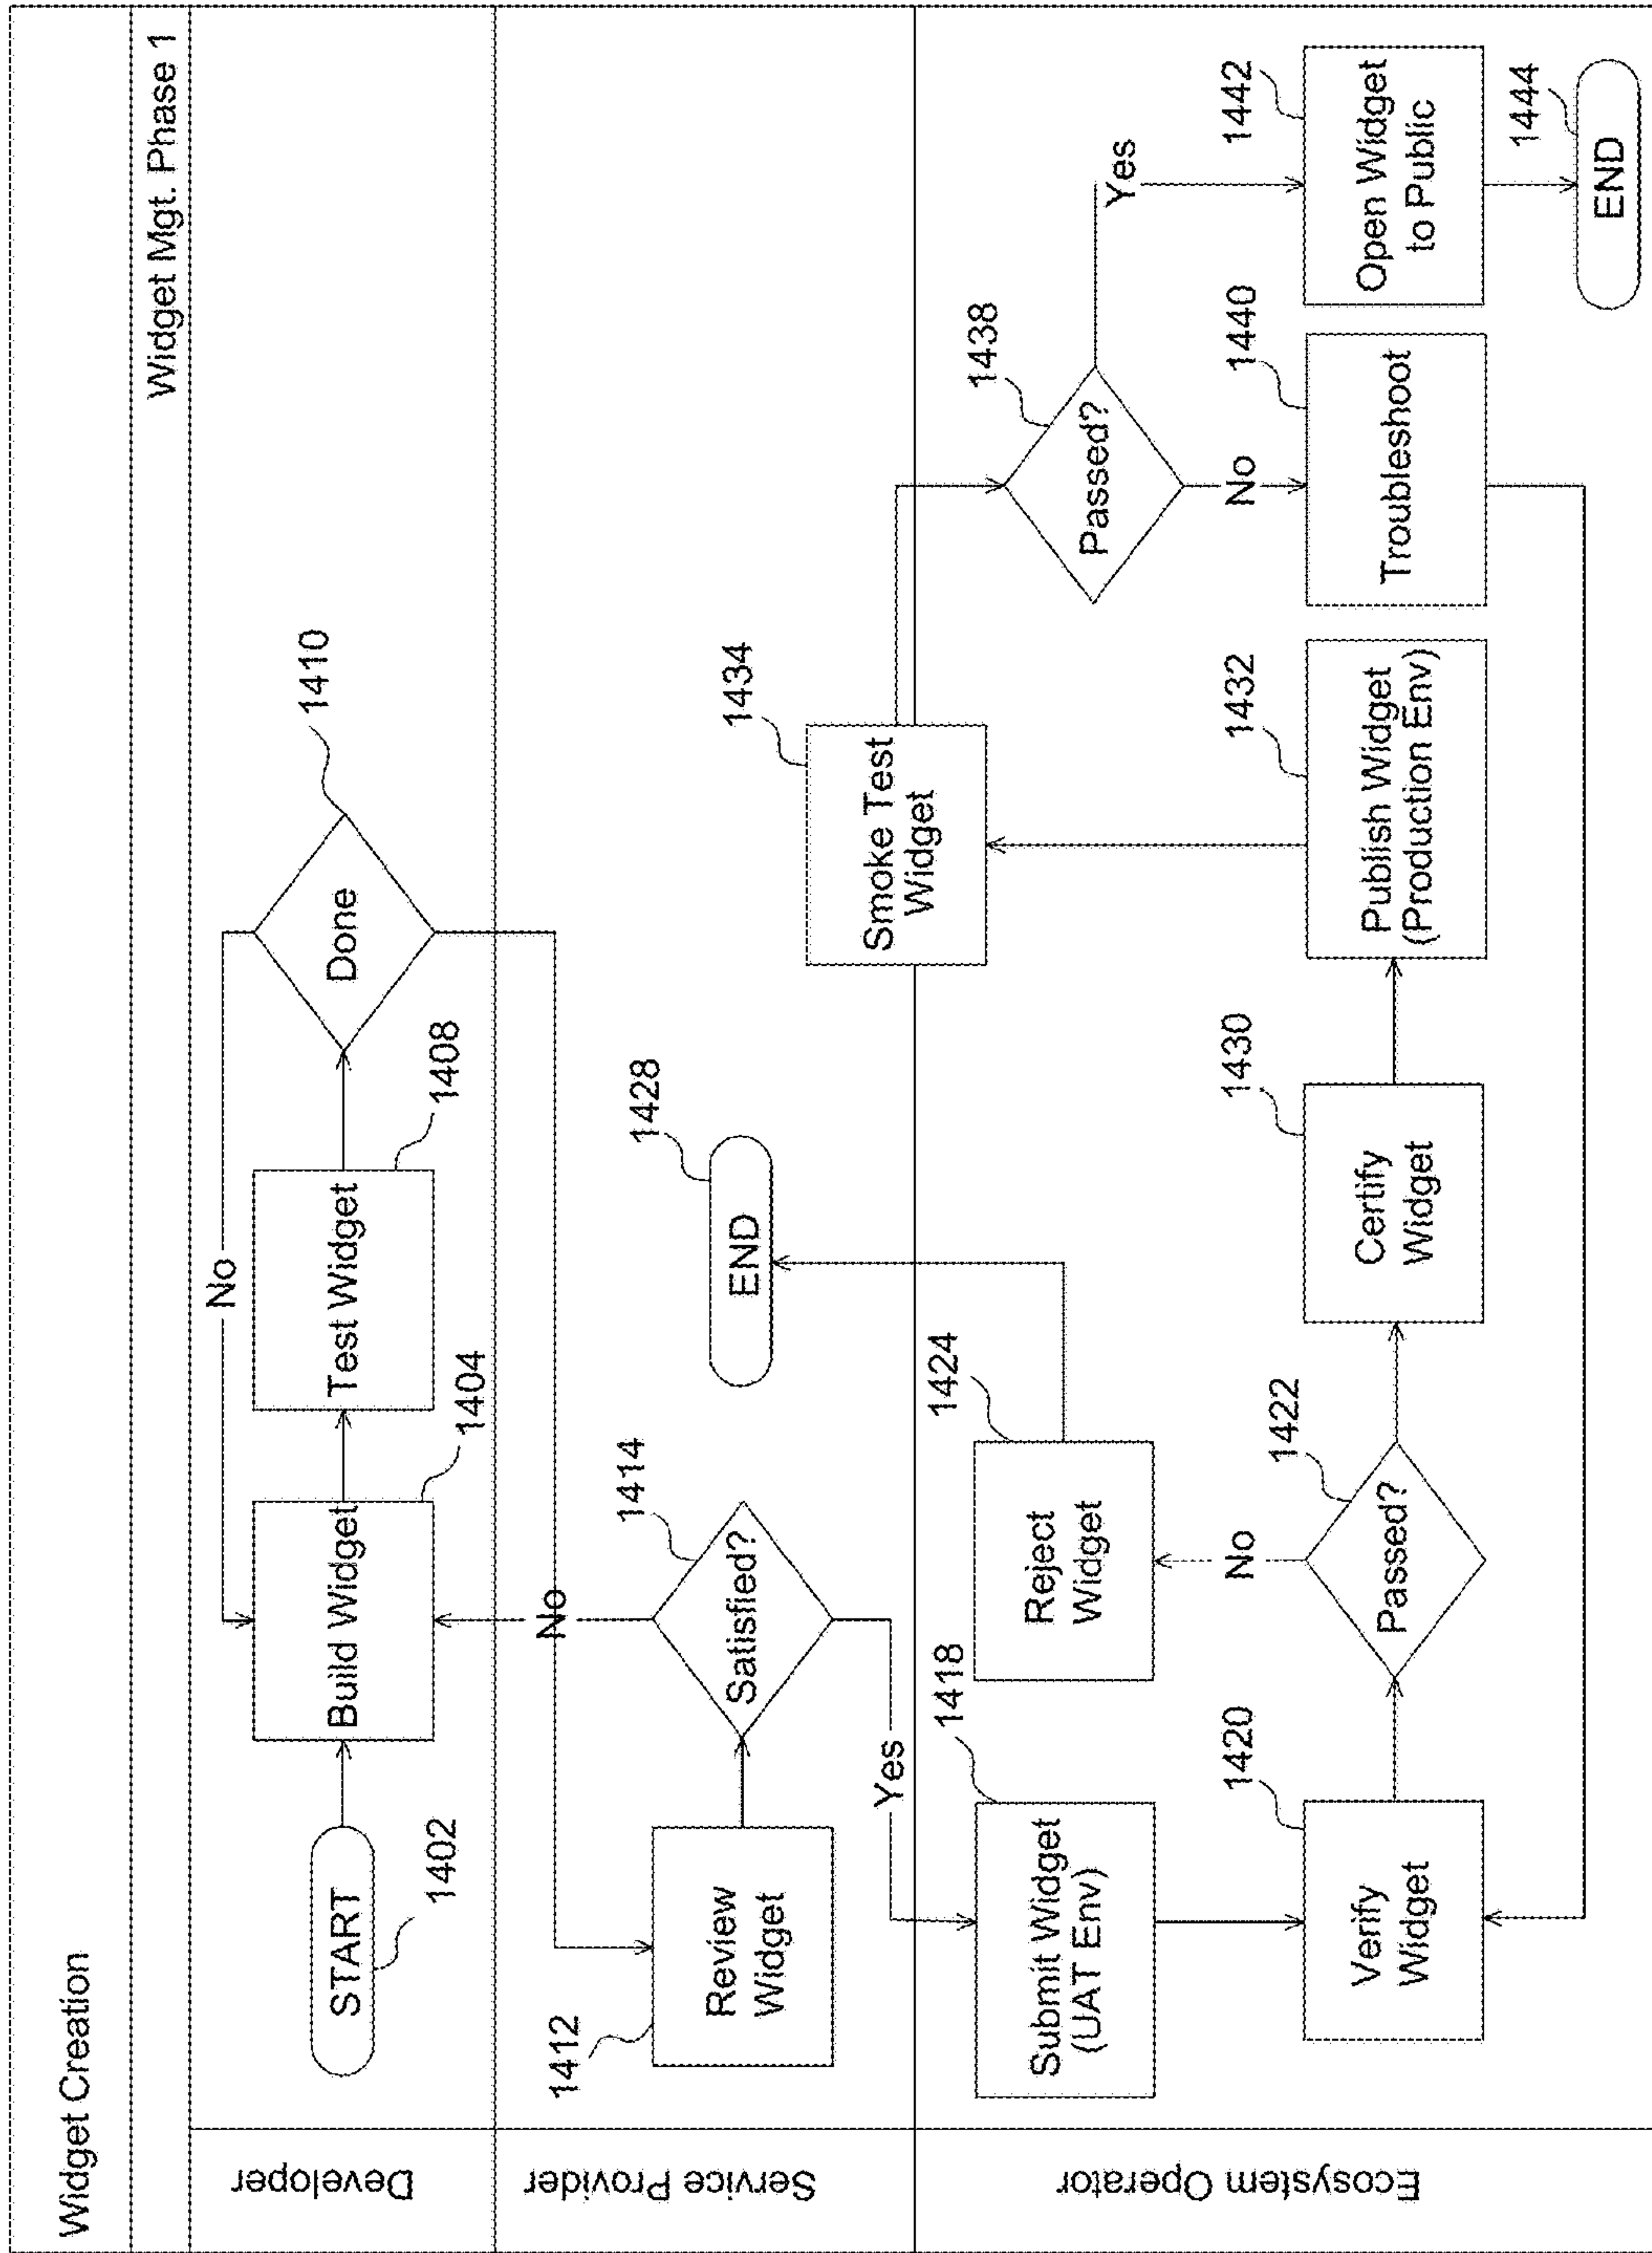 Widget Creation
Widget Mgt. Phase 1
Developer
START
1402
Build Widget
1404
Test Widget
1408
Done
1410
No
Service Provider
1412
Review
Widget
Satisfied?
1414
No
Yes
END
1428
Smoke Test
Widget
1434
Ecosystem Operator
Submit Widget
(UAT Env)
1418
Reject
Widget
1424
Passed?
1438
Yes
No
Verify
Widget
1420
Passed?
1422
No
Certify
Widget
1430
Publish Widget
(Production Env)
1432
Troubleshoot
1440
Open Widget
to Public
1442
END
1444